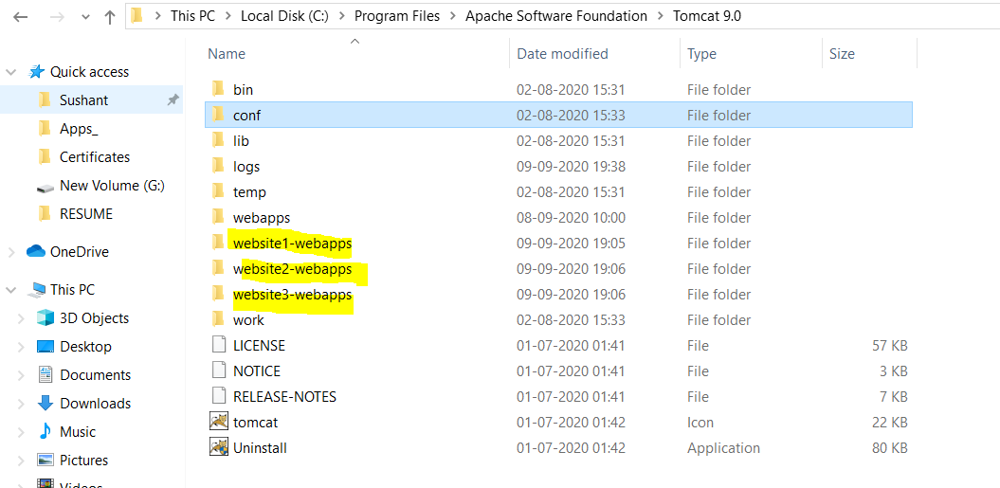 This PC > Local Disk (C:) > Program Files > Apache Software Foundation > Tomcat 9.0
Name Date modified Type Size
Quick access
Sushant
Apps_
Certificates
New Volume (G:)
RESUME
OneDrive
This PC
3D Objects
Desktop
Documents
Downloads
Music
Pictures
Videos
bin 02-08-2020 15:31 File folder
conf 02-08-2020 15:33 File folder
lib 02-08-2020 15:31 File folder
logs 09-09-2020 19:38 File folder
temp 02-08-2020 15:31 File folder
webapps 08-09-2020 10:00 File folder
website1-webapps 09-09-2020 19:05 File folder
website2-webapps 09-09-2020 19:06 File folder
website3-webapps 09-09-2020 19:06 File folder
work 02-08-2020 15:33 File folder
LICENSE 01-07-2020 01:41 File 57 KB
NOTICE 01-07-2020 01:41 File 3 KB
RELEASE-NOTES 01-07-2020 01:41 File 7 KB
tomcat 01-07-2020 01:42 Icon 22 KB
Uninstall 01-07-2020 01:42 Application 80 KB